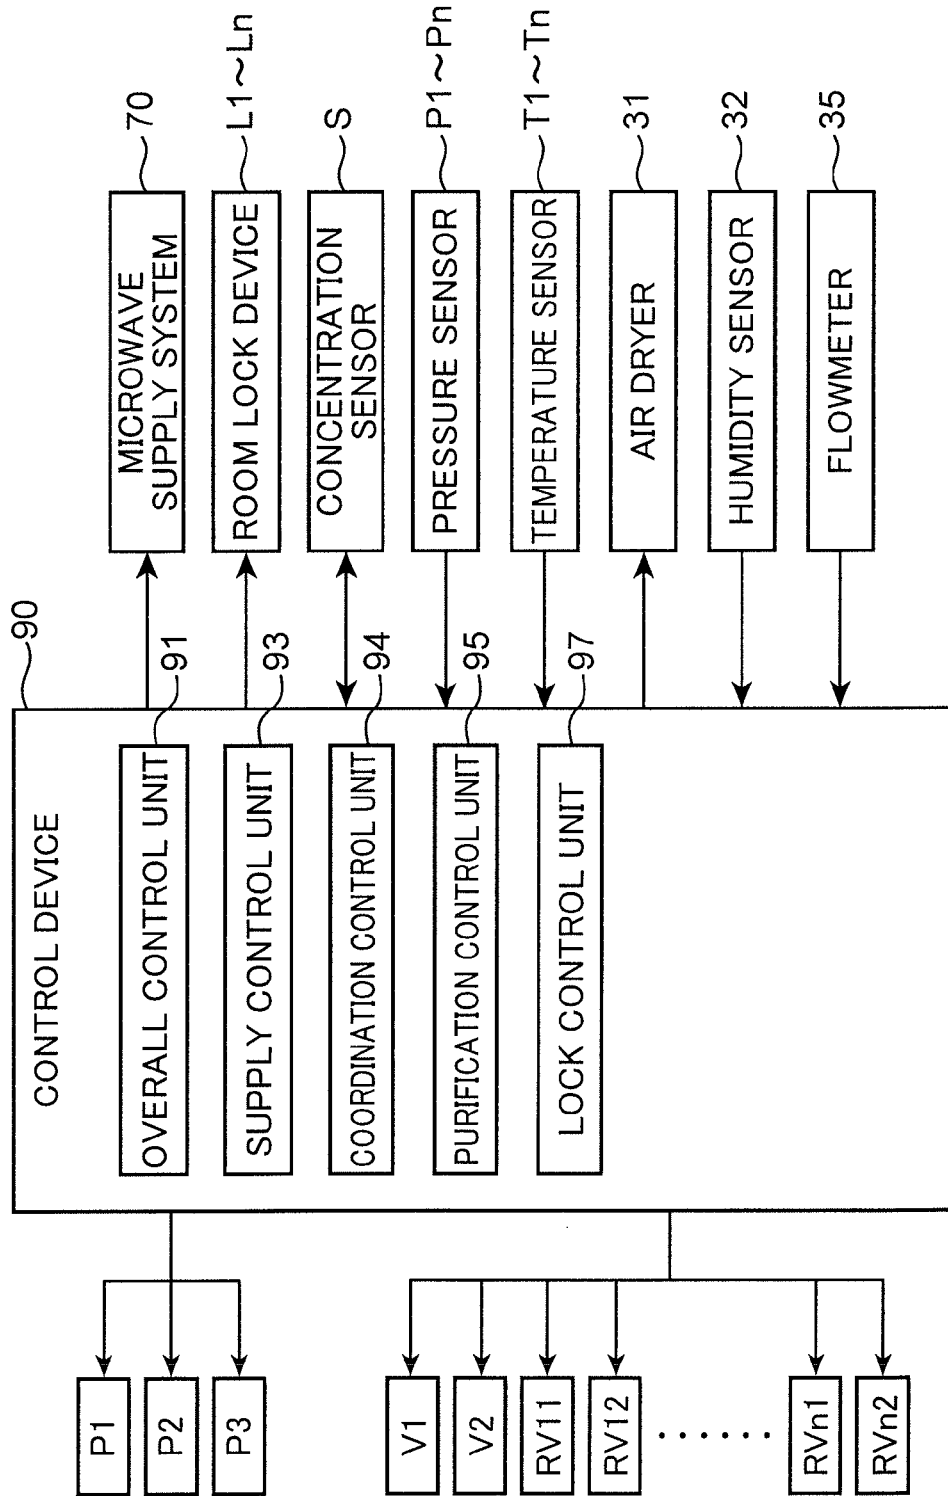 90
CONTROL DEVICE
OVERALL CONTROL UNIT
91
SUPPLY CONTROL UNIT
93
COORDINATION CONTROL UNIT
94
PURIFICATION CONTROL UNIT
95
LOCK CONTROL UNIT
97
MICROWAVE
SUPPLY SYSTEM
70
ROOM LOCK DEVICE
L1~Ln
CONCENTRATION
SENSOR
S
PRESSURE SENSOR
P1~Pn
TEMPERATURE SENSOR
T1~Tn
AIR DRYER
31
HUMIDITY SENSOR
32
FLOWMETER
35
P1
P2
P3
V1
V2
RV11
RV12
......
RVn1
RVn2